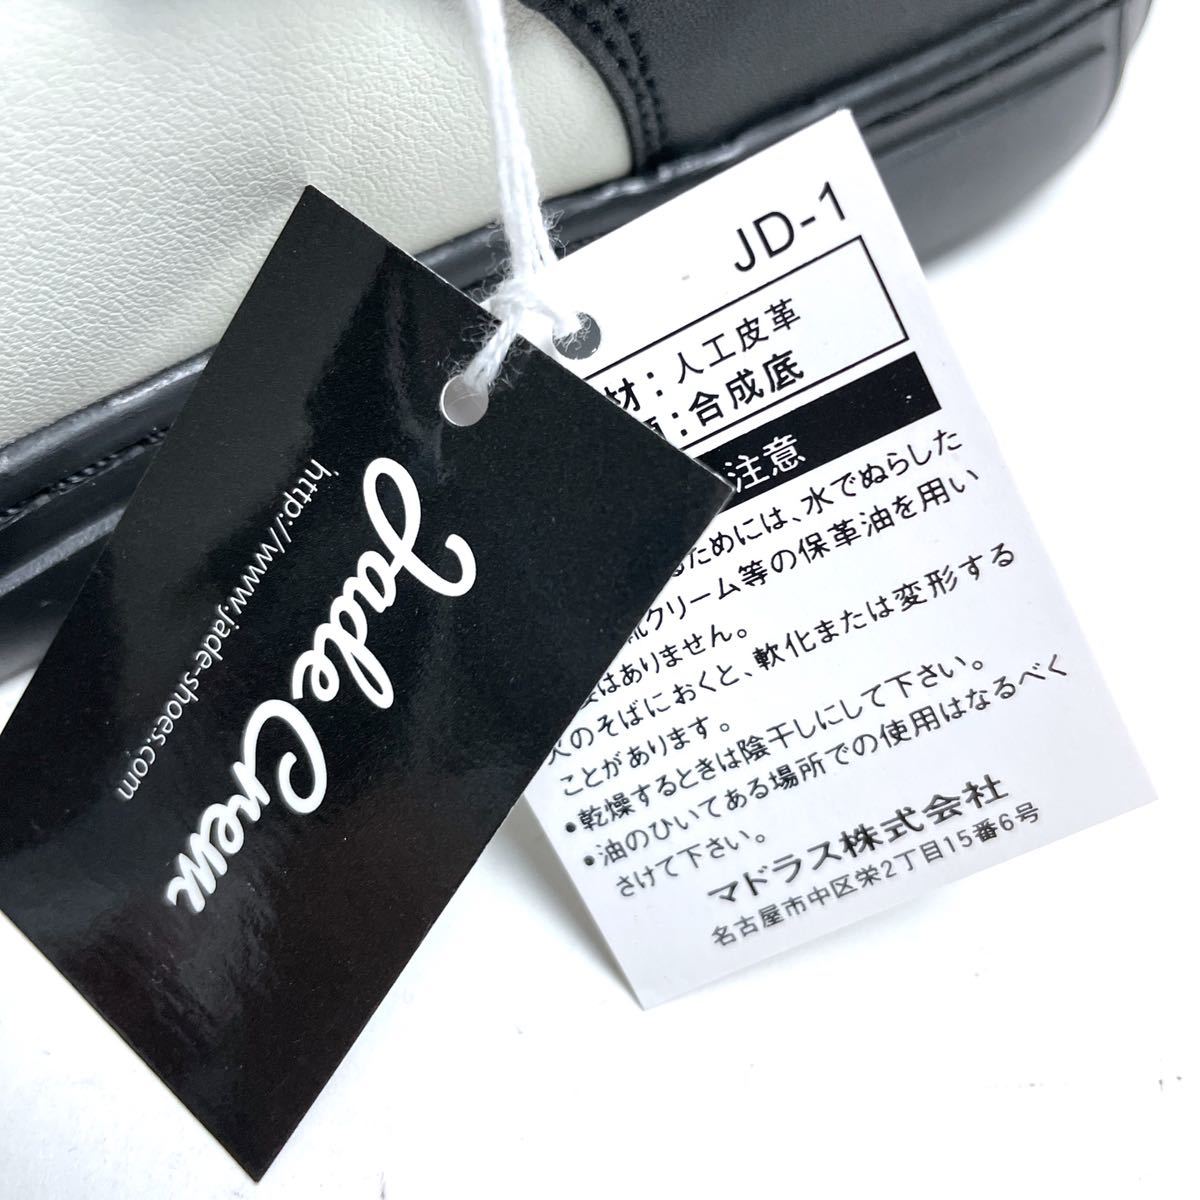 Jade Crew
http://www.jade-shoes.com
JD-1
材：人工皮革
：合成底
注意
ためには、水でぬらした
クリーム等の保革油を用い
はありません。
のそばにおくと、軟化または変形する
ことがあります。
•乾燥するときは陰干しにして下さい。
•油のひいてある場所での使用はなるべく
さけて下さい。
マドラス株式会社
名古屋市中区栄2丁目15番6号